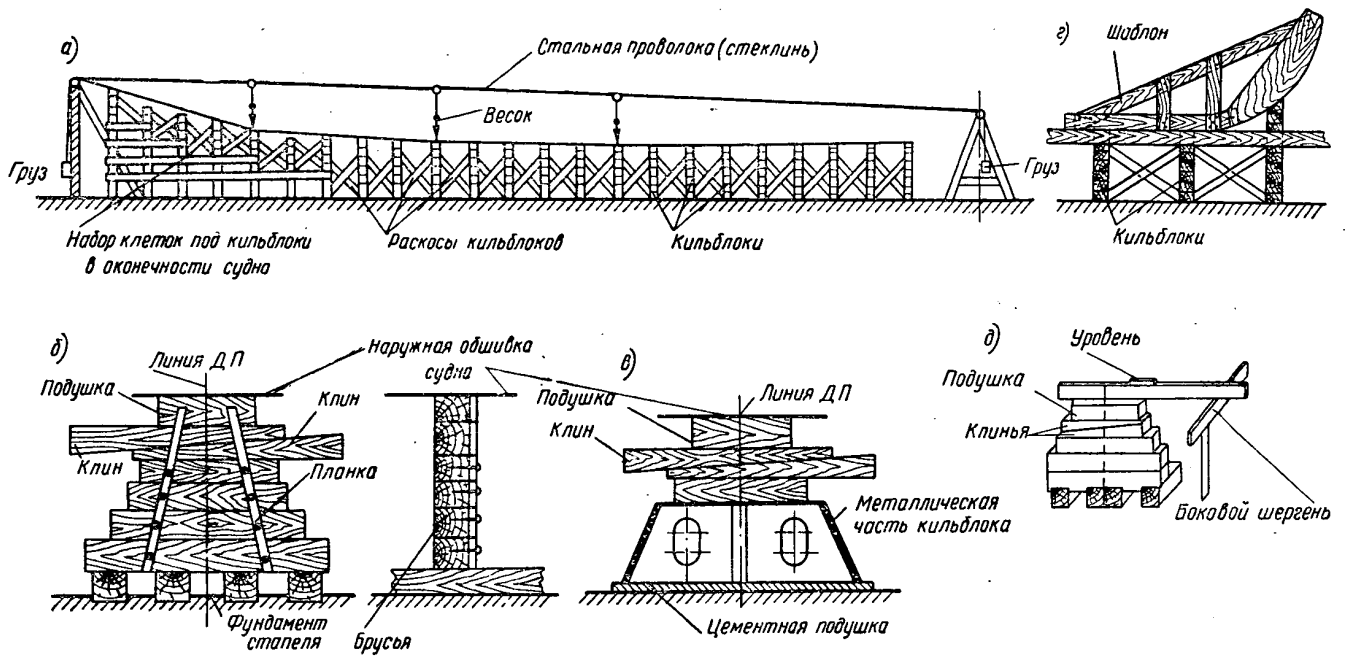 а)
Стальная проволока (стеклинь)
Весок
Груз
Груз
Набор клеток под кильблоки
в оконечности судна
Раскосы кильблоков
Кильблоки
г)
Шаблон
Кильблоки
б)
Линия ДП
Наружная обшивка
судна
Подушка
Клин
Клин
Планка
Фундамент
стапеля
Брусья
в)
Линия ДП
Подушка
Клин
Металлическая
часть кильблока
Цементная подушка
д)
Уровень
Подушка
Клинья
Боковой шергень